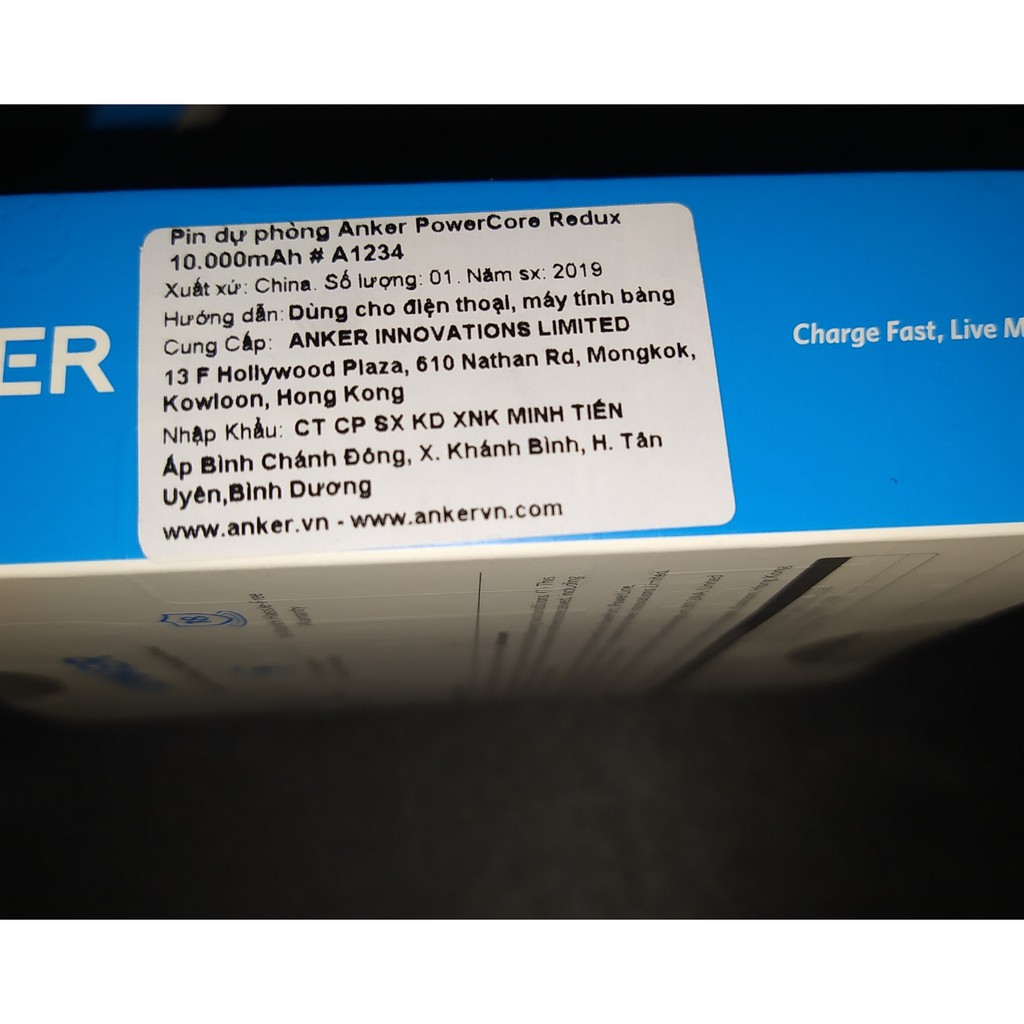 Pin dự phòng Anker PowerCore Redux
10.000mAh # A1234
Xuất xứ: China. Số lượng: 01. Năm sx: 2019
Hướng dẫn: Dùng cho điện thoại, máy tính bảng
Cung Cấp: ANKER INNOVATIONS LIMITED
13 F Hollywood Plaza, 610 Nathan Rd, Mongkok,
Kowloon, Hong Kong
Nhập Khẩu: CT CP SX KD XNK MINH TIẾN
Ấp Bình Chánh Đông, X. Khánh Bình, H. Tân
Uyên,Bình Dương
www.anker.vn - www.ankervn.com
ER
Charge Fast, Live M